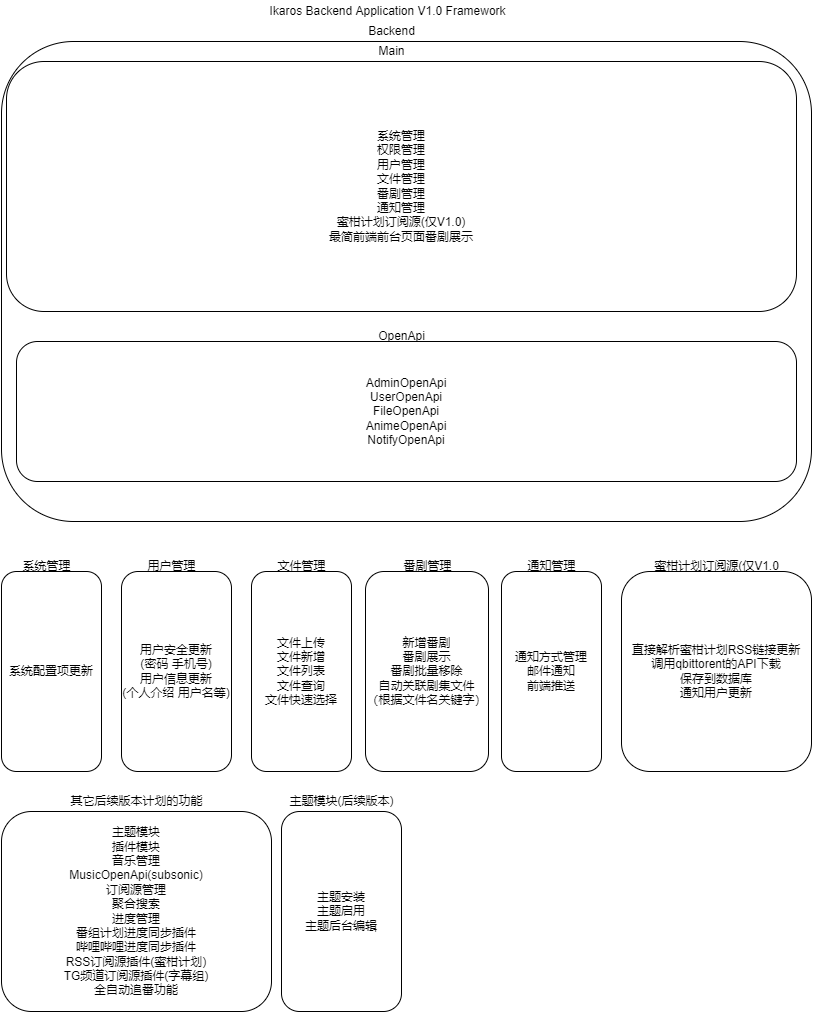 Ikaros Backend Application V1.0 Framework
Backend
Main
系统管理
权限管理
用户管理
文件管理
番剧管理
通知管理
蜜柑计划订阅源(仅V1.0)
最简前端前台页面番剧展示
OpenApi
AdminOpenApi
UserOpenApi
FileOpenApi
AnimeOpenApi
NotifyOpenApi
系统管理
系统配置项更新
用户管理
用户安全更新
(密码 手机号)
用户信息更新
(个人介绍 用户名等)
文件管理
文件上传
文件新增
文件列表
文件查询
文件快速选择
番剧管理
新增番剧
番剧展示
番剧批量移除
自动关联剧集文件
(根据文件名关键字)
通知管理
通知方式管理
邮件通知
前端推送
蜜柑计划订阅源(仅V1.0
直接解析蜜柑计划RSS链接更新
调用qbittorent的API下载
保存到数据库
通知用户更新
其它后续版本计划的功能
主题模块
插件模块
音乐管理
MusicOpenApi(subsonic)
订阅源管理
聚合搜索
进度管理
番组计划进度同步插件
哔哩哔哩进度同步插件
RSS订阅源插件(蜜柑计划)
TG频道订阅源插件(字幕组)
全自动追番功能
主题模块(后续版本)
主题安装
主题启用
主题后台编辑